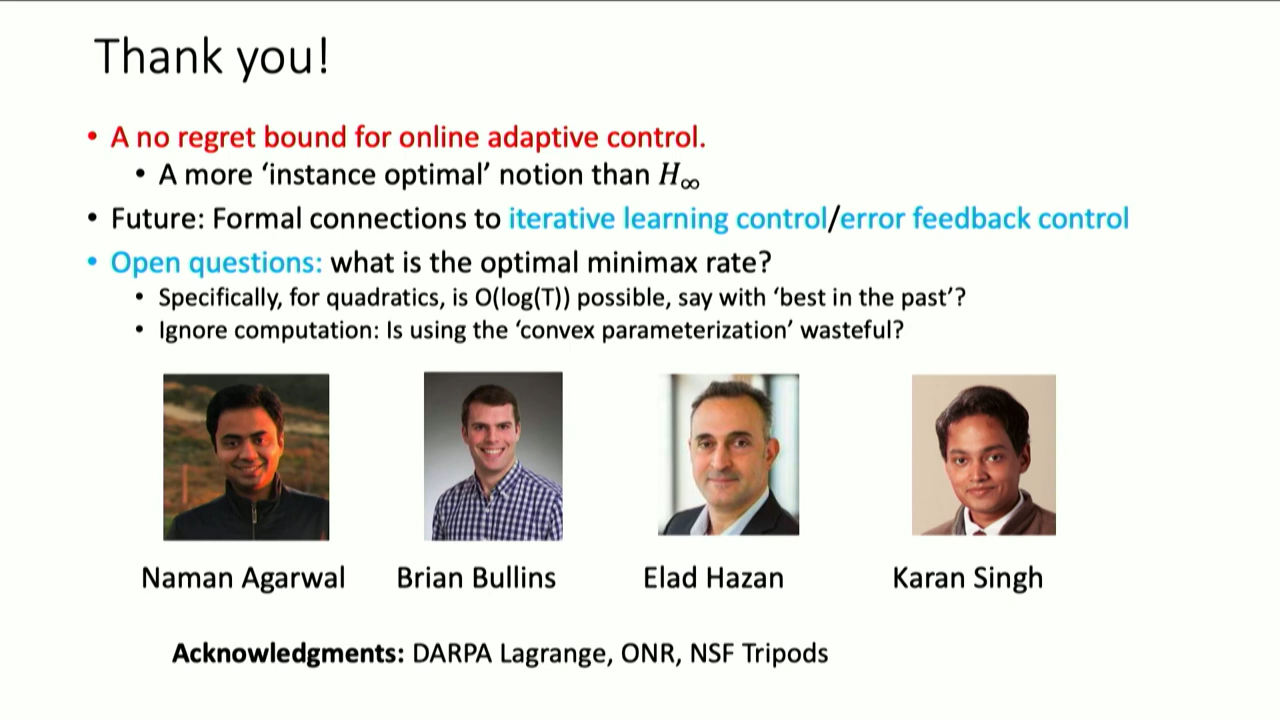 Thank you!
• A no regret bound for online adaptive control.
• A more ‘instance optimal’ notion than H∞
• Future: Formal connections to iterative learning control/error feedback control
• Open questions: what is the optimal minimax rate?
• Specifically, for quadratics, is O(log(T)) possible, say with ‘best in the past’?
• Ignore computation: Is using the ‘convex parameterization’ wasteful?
Naman Agarwal Brian Bullins Elad Hazan Karan Singh
Acknowledgments: DARPA Lagrange, ONR, NSF Tripods